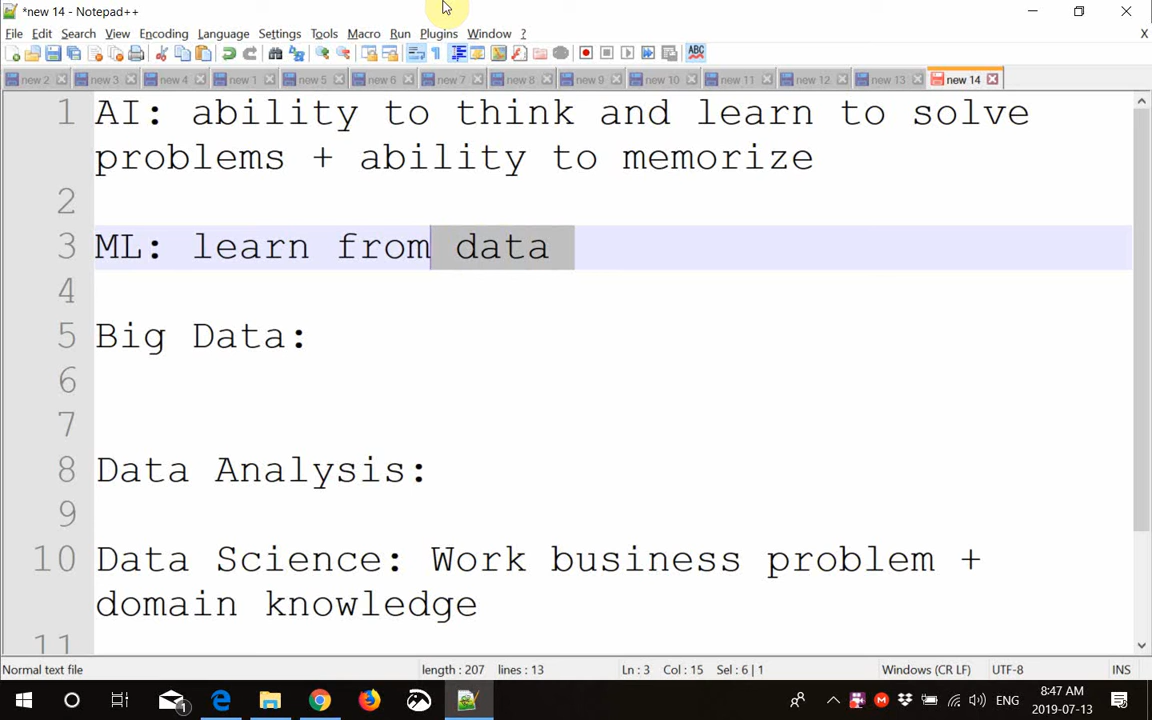 *new 14 - Notepad++
File Edit Search View Encoding Language Settings Tools Macro Run Plugins Window ? X
ABC
new 2 new 3 new 4 new 1 new 5 new 6 new 7 new 8 new 9 new 10 new 11 new 12 new 13 new 14
1 AI: ability to think and learn to solve
problems + ability to memorize
2
3 ML: learn from data
4
5 Big Data:
6
7
8 Data Analysis:
9
10 Data Science: Work business problem +
domain knowledge
11
Normal text file length : 207 lines : 13 Ln : 3 Col : 15 Sel : 6 | 1 Windows (CR LF) UTF-8 INS
1 ENG 8:47 AM
2019-07-13